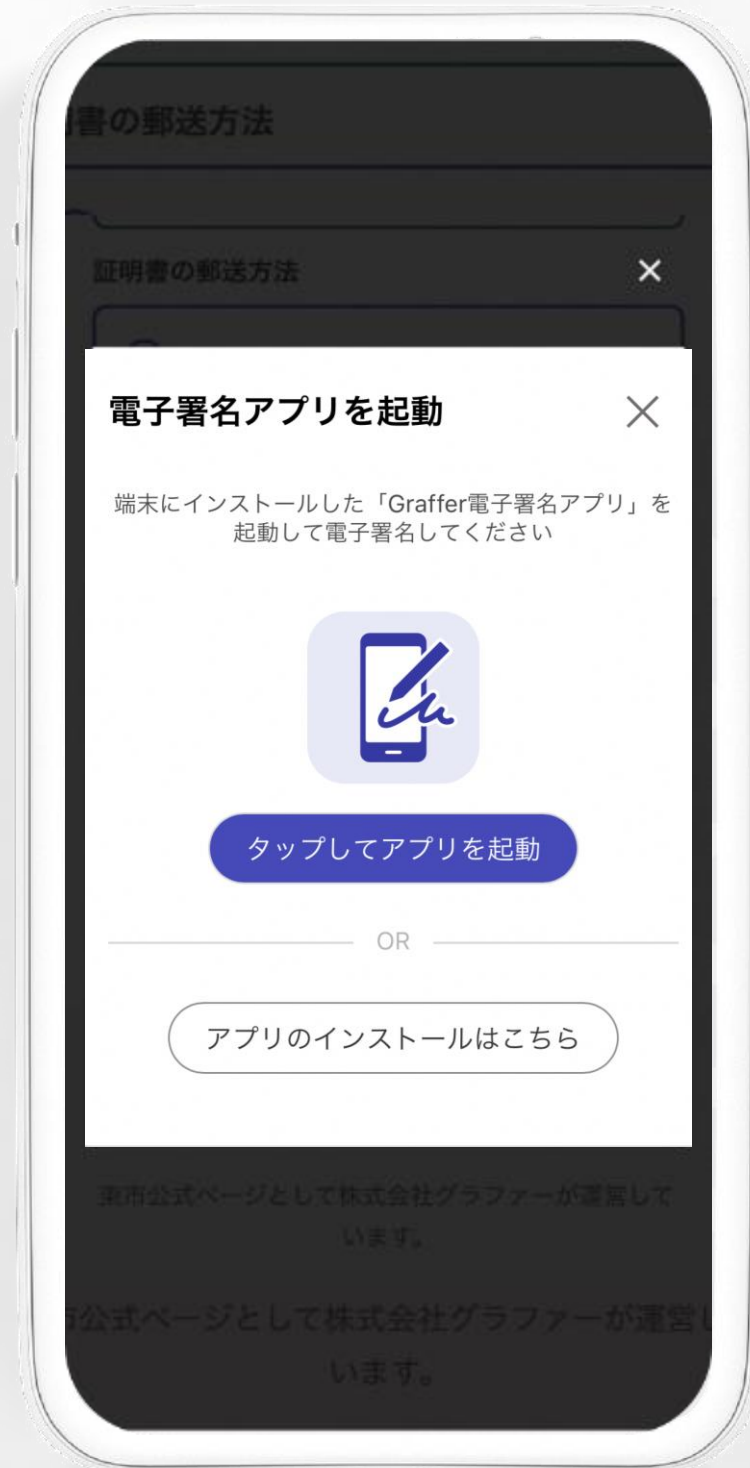 書の郵送方法
証明書の郵送方法
電子署名アプリを起動
端末にインストールした「Graffer電子署名アプリ」を
起動して電子署名してください
タップしてアプリを起動
OR
アプリのインストールはこちら
市公式ページとして株式会社グラファーが運営して
います。
公式ページとして株式会社グラファーが運営し
います。